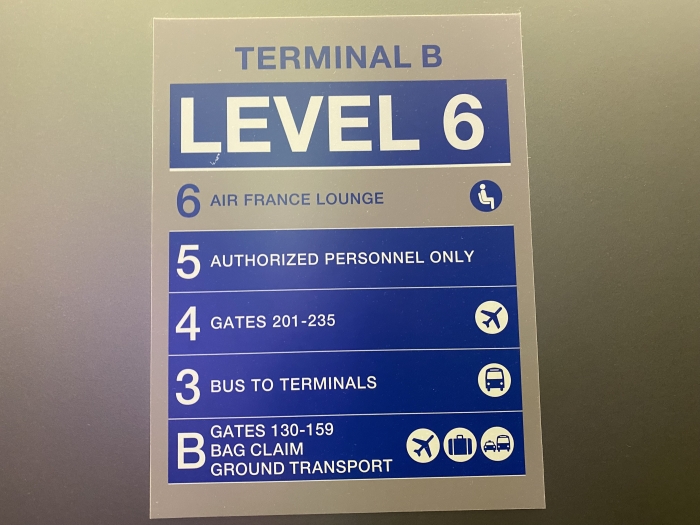 TERMINAL B
LEVEL 6
6 AIR FRANCE LOUNGE
5 AUTHORIZED PERSONNEL ONLY
4 GATES 201-235
3 BUS TO TERMINALS
B GATES 130-159
BAG CLAIM
GROUND TRANSPORT